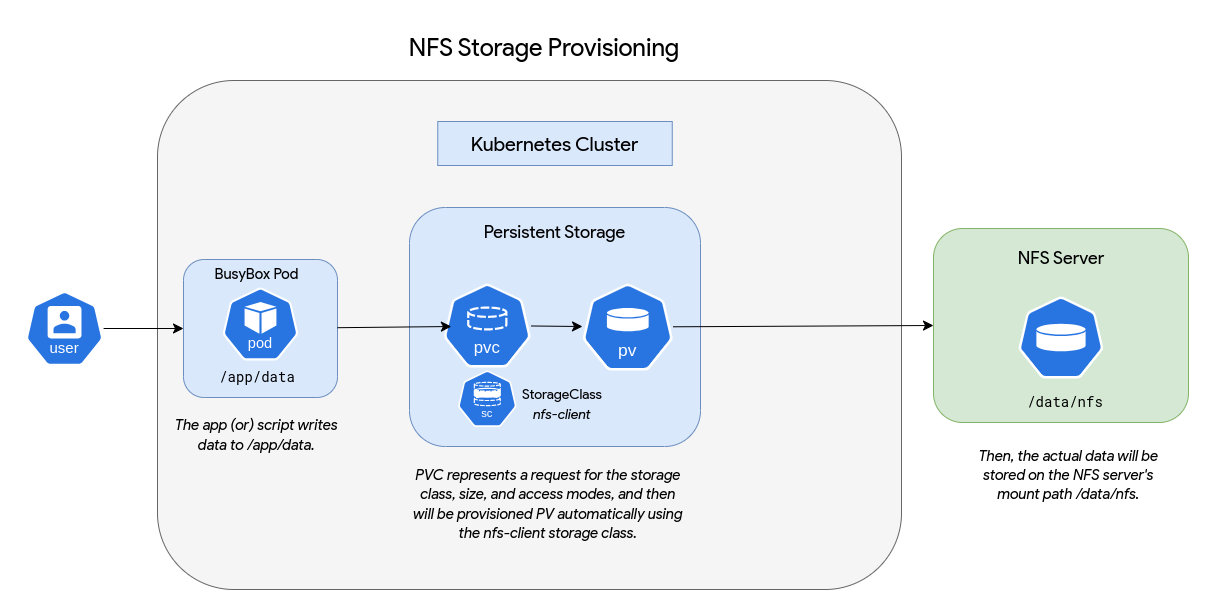 NFS Storage Provisioning
Kubernetes Cluster
user
BusyBox Pod
pod
/app/data
The app (or) script writes
data to /app/data.
Persistent Storage
pvc
pv
sc
StorageClass
nfs-client
PVC represents a request for the storage
class, size, and access modes, and then
will be provisioned PV automatically using
the nfs-client storage class.
NFS Server
/data/nfs
Then, the actual data will be
stored on the NFS server's
mount path /data/nfs.